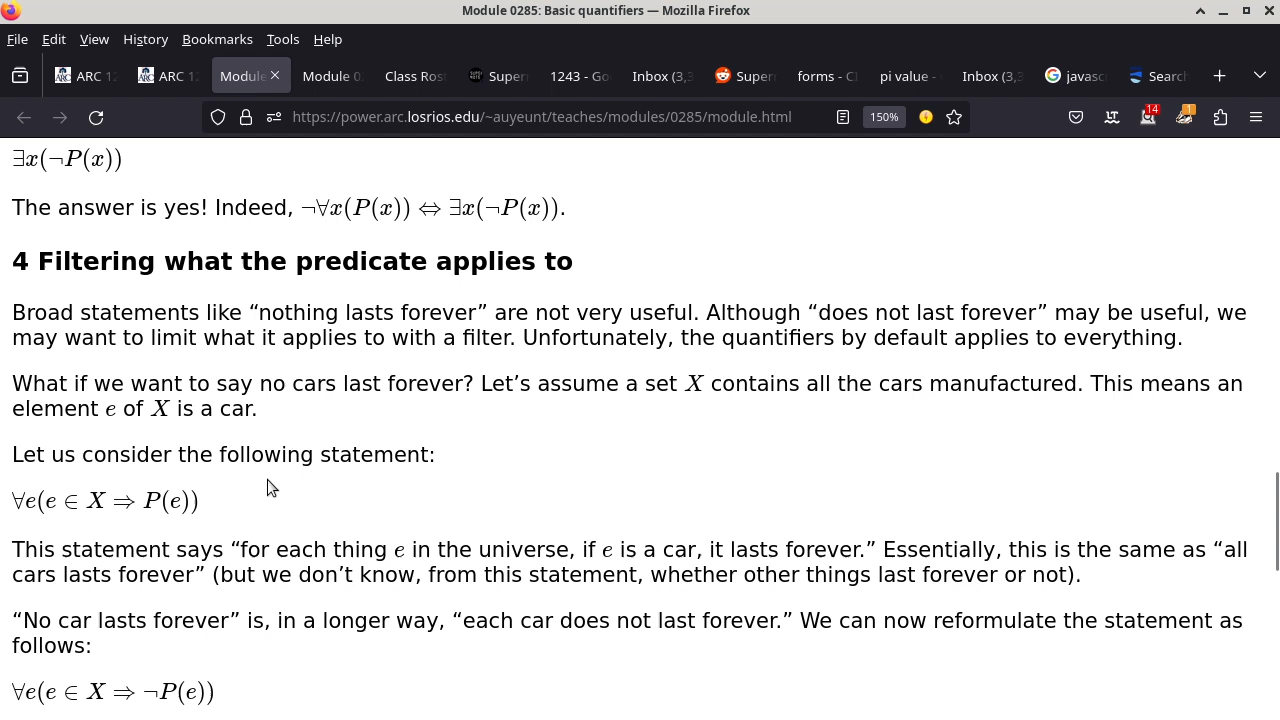 Module 0285: Basic quantifiers — Mozilla Firefox
File Edit View History Bookmarks Tools Help
ARC 12 ARC 12 Module Module 0 Class Ros Super 1243 - Go Inbox (3,3 Super forms - C pi value - Inbox (3,3 javasc Search
https://power.arc.losrios.edu/~auyeunt/teaches/modules/0285/module.html 150% 14 1
∃x(¬P(x))
The answer is yes! Indeed, ¬∀x(P(x)) ⇔ ∃x(¬P(x)).
4 Filtering what the predicate applies to
Broad statements like “nothing lasts forever” are not very useful. Although “does not last forever” may be useful, we
may want to limit what it applies to with a filter. Unfortunately, the quantifiers by default applies to everything.
What if we want to say no cars last forever? Let’s assume a set X contains all the cars manufactured. This means an
element e of X is a car.
Let us consider the following statement:
∀e(e ∈ X ⇒ P(e))
This statement says “for each thing e in the universe, if e is a car, it lasts forever.” Essentially, this is the same as “all
cars lasts forever” (but we don’t know, from this statement, whether other things last forever or not).
“No car lasts forever” is, in a longer way, “each car does not last forever.” We can now reformulate the statement as
follows:
∀e(e ∈ X ⇒ ¬P(e))